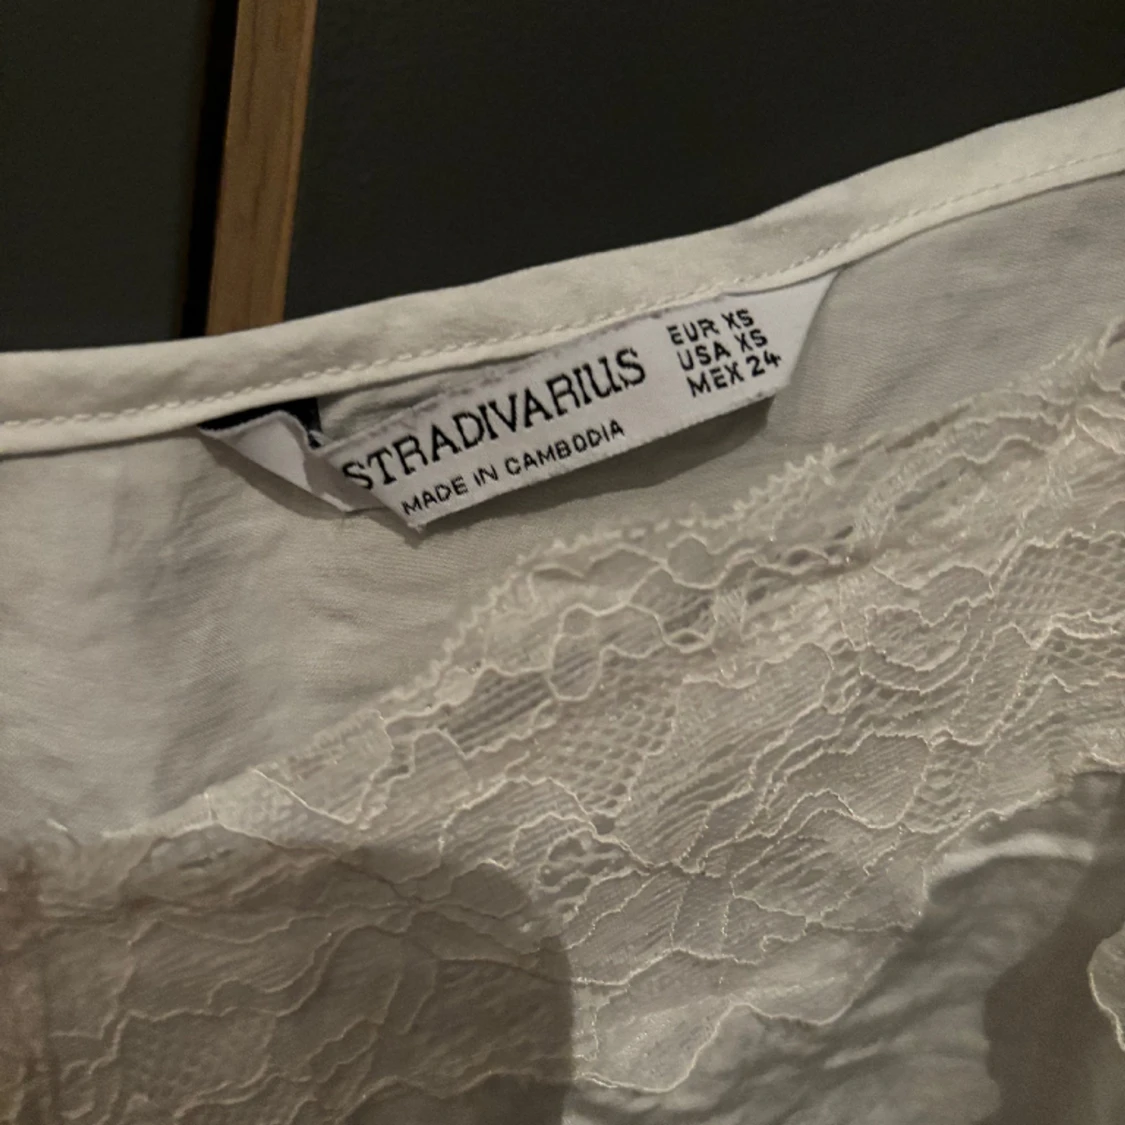 STRADIVARIUS
MADE IN CAMBODIA
EUR XS
USA XS
MEX 24